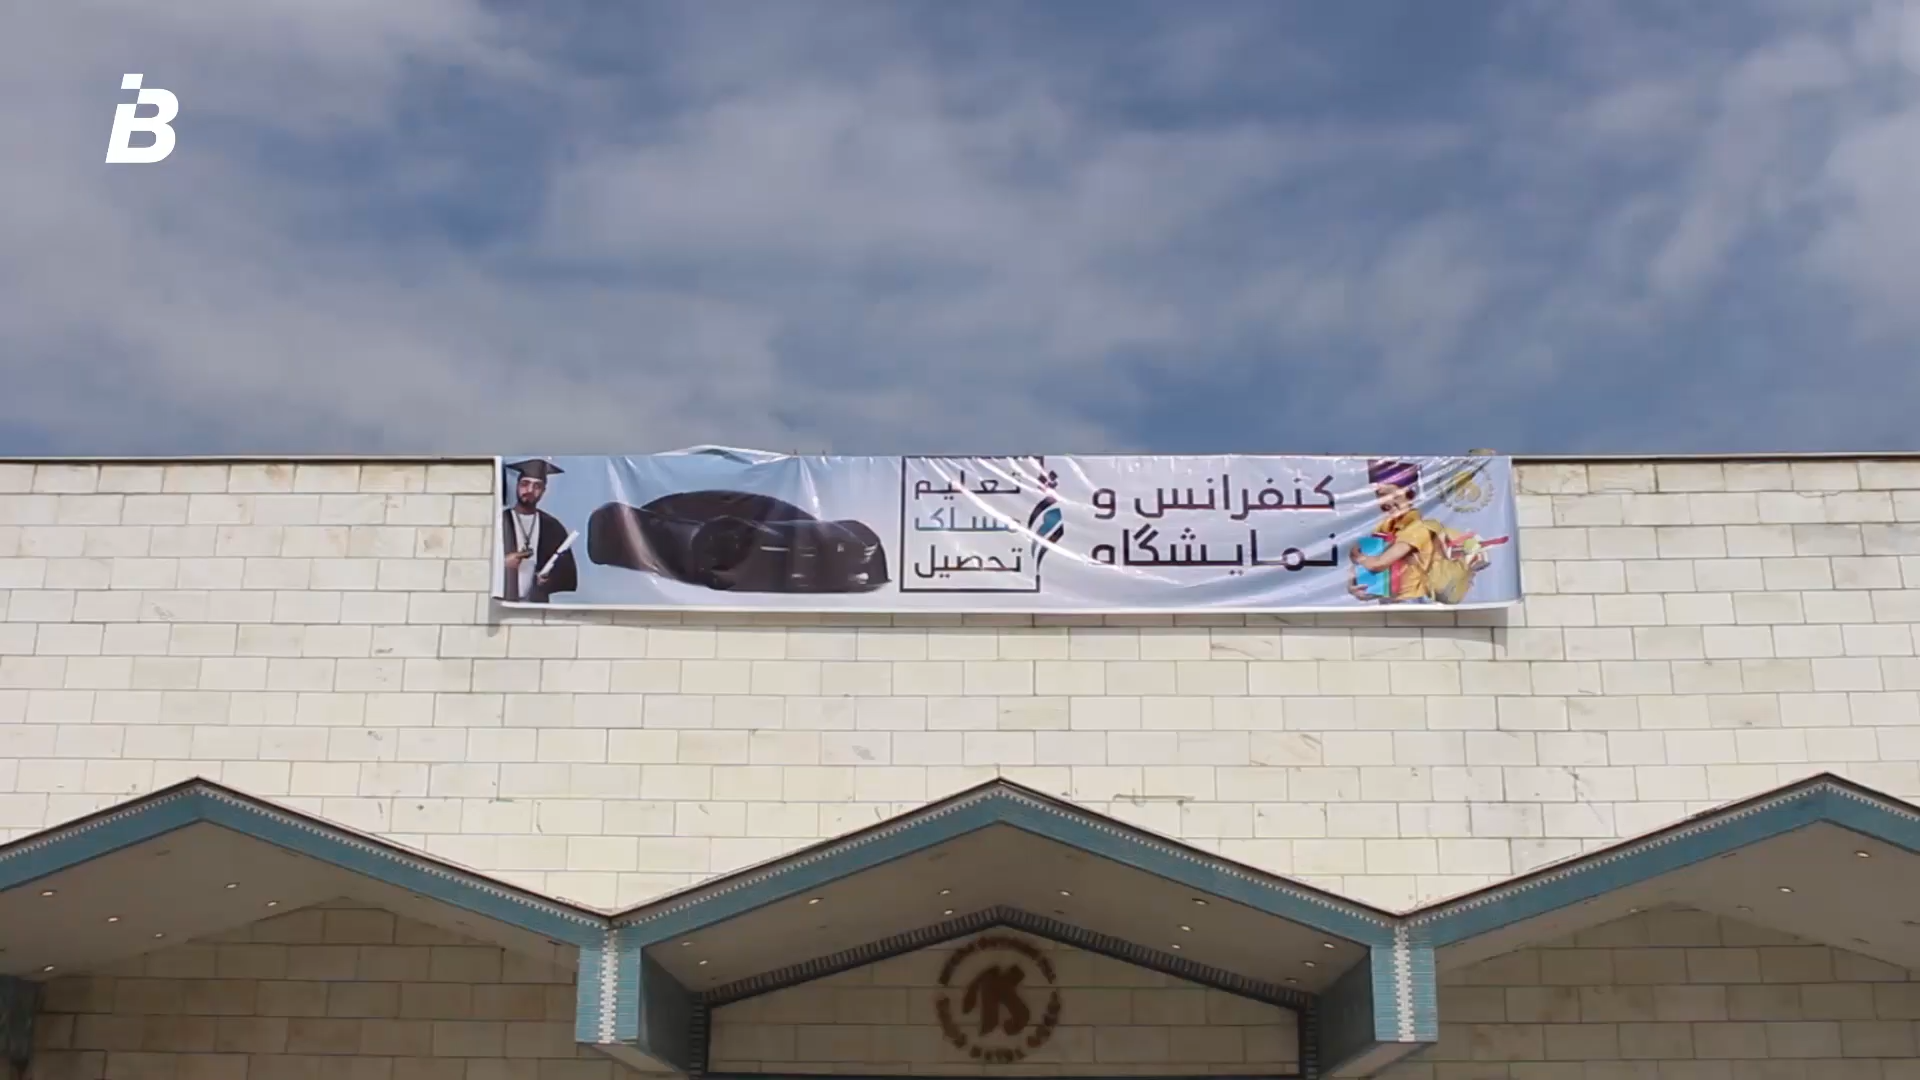 B
کنفرانس و
نمایشگاه
تعلیم
مسلک
تحصیل